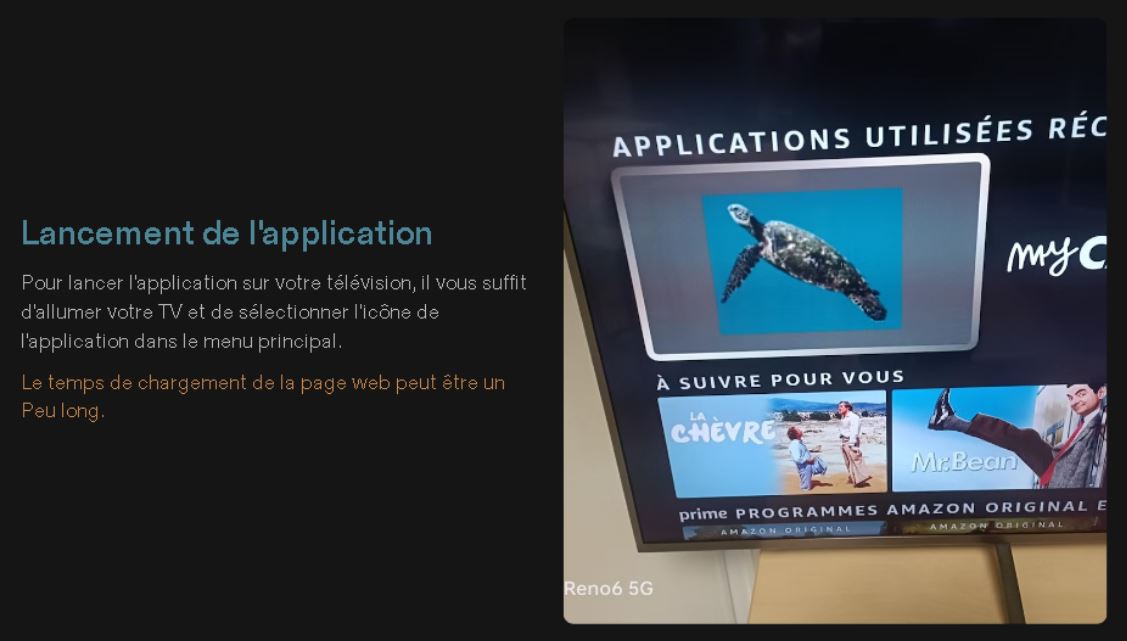 Lancement de l'application
Pour lancer l'application sur votre télévision, il vous suffit
d'allumer votre TV et de sélectionner l'icône de
l'application dans le menu principal.
Le temps de chargement de la page web peut être un
Peu long.
APPLICATIONS UTILISÉES RÉC
myC
À SUIVRE POUR VOUS
LA
CHÈVRE
Mr.Bean
prime PROGRAMMES AMAZON ORIGINAL E
AMAZON ORIGINAL
AMAZON ORIGINAL
Reno6 5G